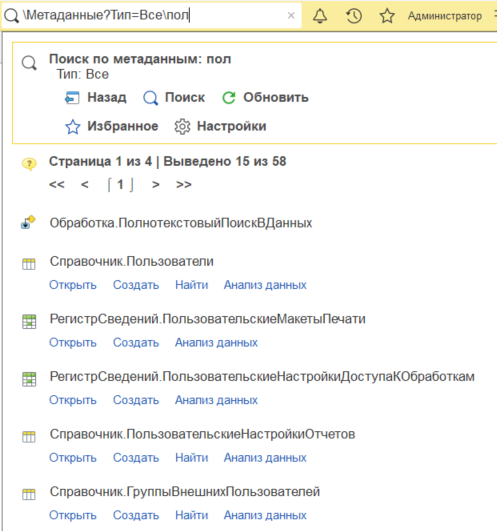 \Метаданные?Тип=Все\пол × Администратор
Поиск по метаданным: пол
Тип: Все
Назад Поиск Обновить
Избранное Настройки
Страница 1 из 4 | Выведено 15 из 58
<< < ⌈ 1 ⌋ > >>
Обработка.ПолнотекстовыйПоискВДанных
Справочник.Пользователи
Открыть Создать Найти Анализ данных
РегистрСведений.ПользовательскиеМакетыПечати
Открыть Создать Анализ данных
РегистрСведений.ПользовательскиеНастройкиДоступаКОбработкам
Открыть Создать Анализ данных
Справочник.ПользовательскиеНастройкиОтчетов
Открыть Создать Найти Анализ данных
Справочник.ГруппыВнешнихПользователей
Открыть Создать Найти Анализ данных